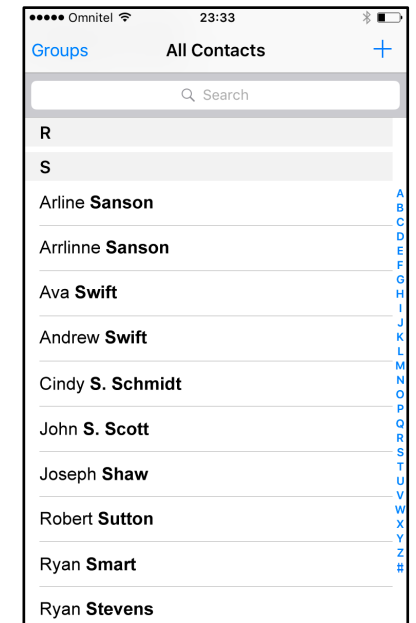 Omnitel 23:33
Groups All Contacts +
Search
R
S
Arline Sanson
Arrlinne Sanson
Ava Swift
Andrew Swift
Cindy S. Schmidt
John S. Scott
Joseph Shaw
Robert Sutton
Ryan Smart
Ryan Stevens
A
B
C
D
E
F
G
H
I
J
K
L
M
N
O
P
Q
R
S
T
U
V
W
X
Y
Z
#